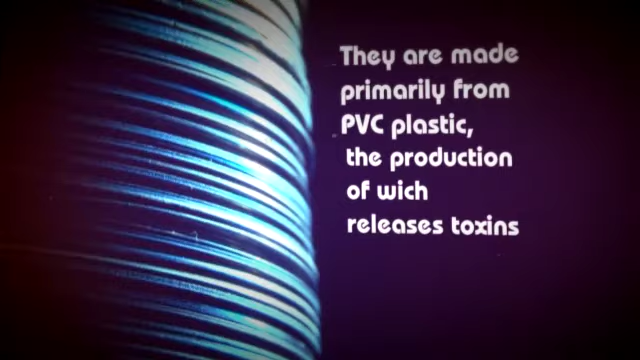 They are made
primarily from
PVC plastic,
the production
of wich
releases toxins